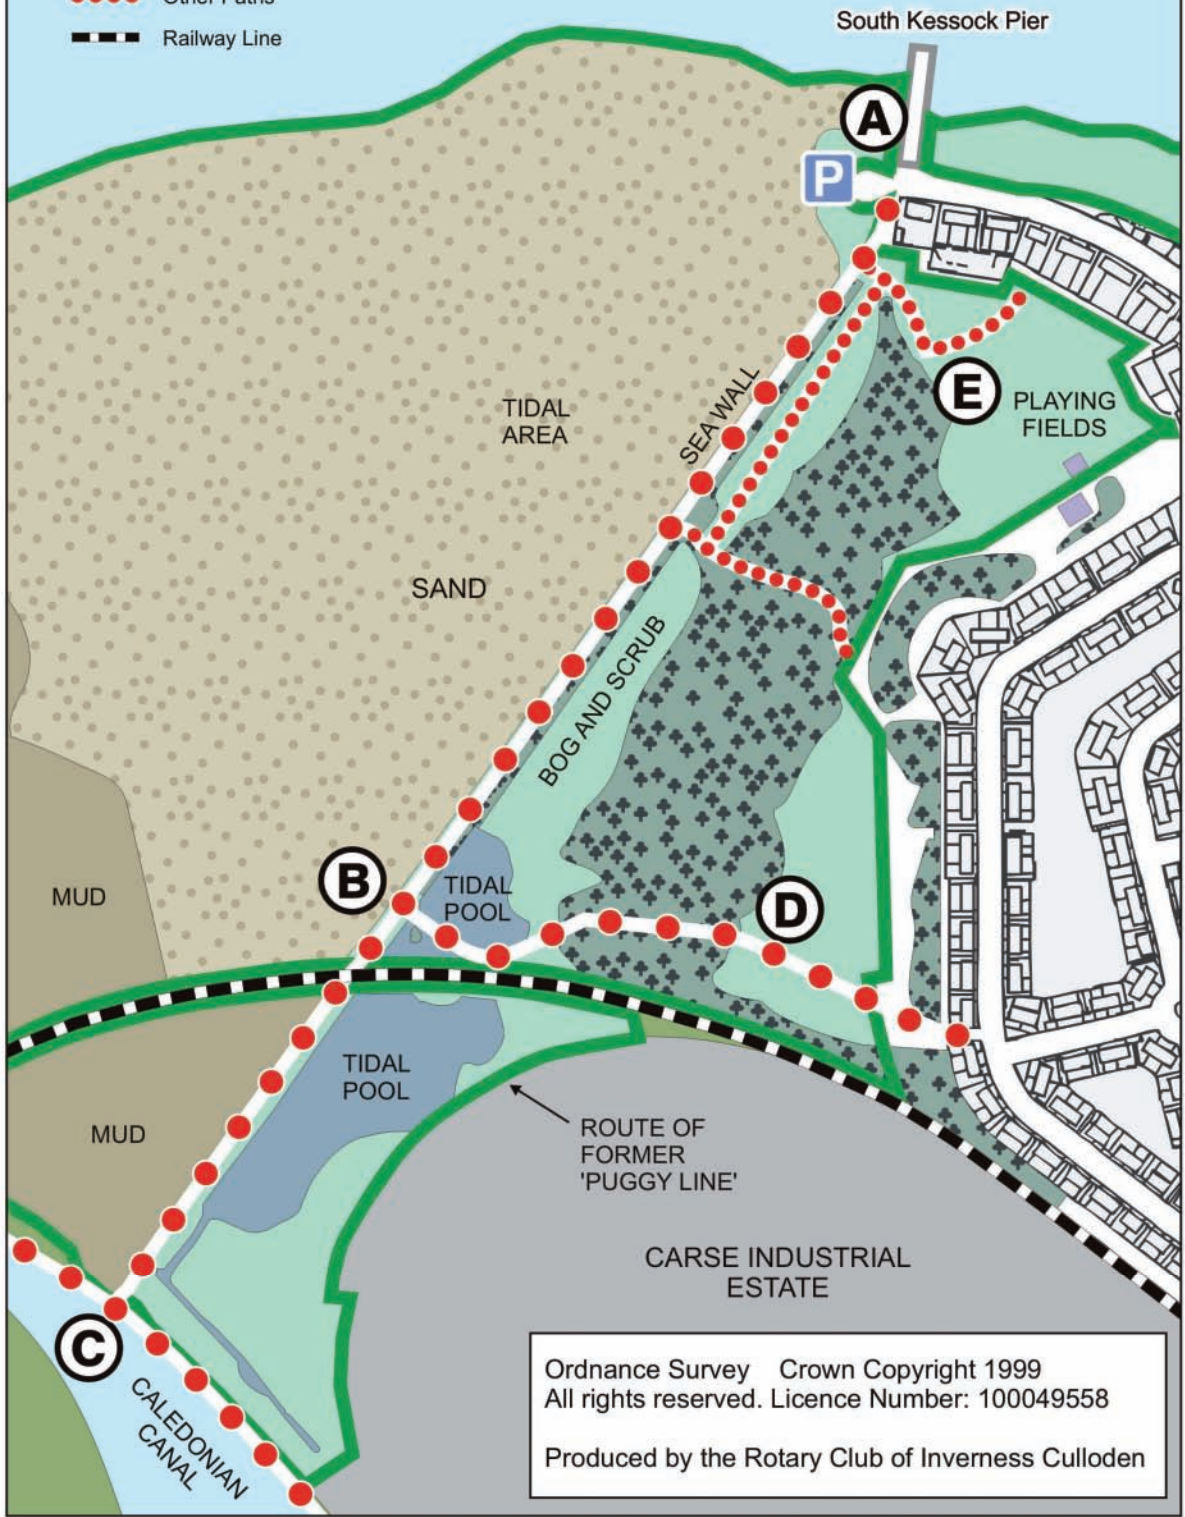 Other Paths
Railway Line
South Kessock Pier
A
P
E
PLAYING
FIELDS
TIDAL
AREA
SEA WALL
SAND
BOG AND SCRUB
B
TIDAL
POOL
D
MUD
TIDAL
POOL
MUD
ROUTE OF
FORMER
'PUGGY LINE'
CARSE INDUSTRIAL
ESTATE
C
CALEDONIAN
CANAL
Ordnance Survey Crown Copyright 1999
All rights reserved. Licence Number: 100049558
Produced by the Rotary Club of Inverness Culloden